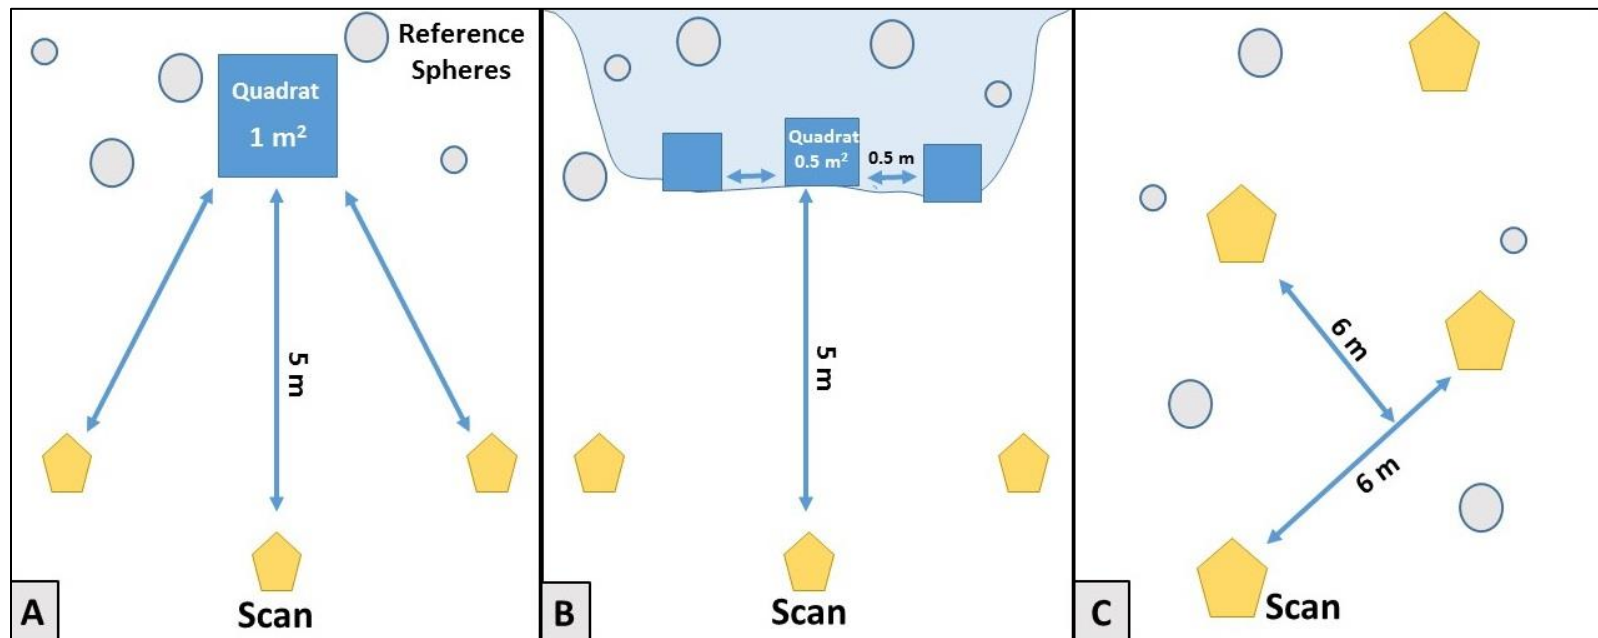 Reference
Spheres
Quadrat
1 m²
5 m
A
Scan
Quadrat
0.5 m²
0.5 m
5 m
B
Scan
6 m
6 m
C
Scan